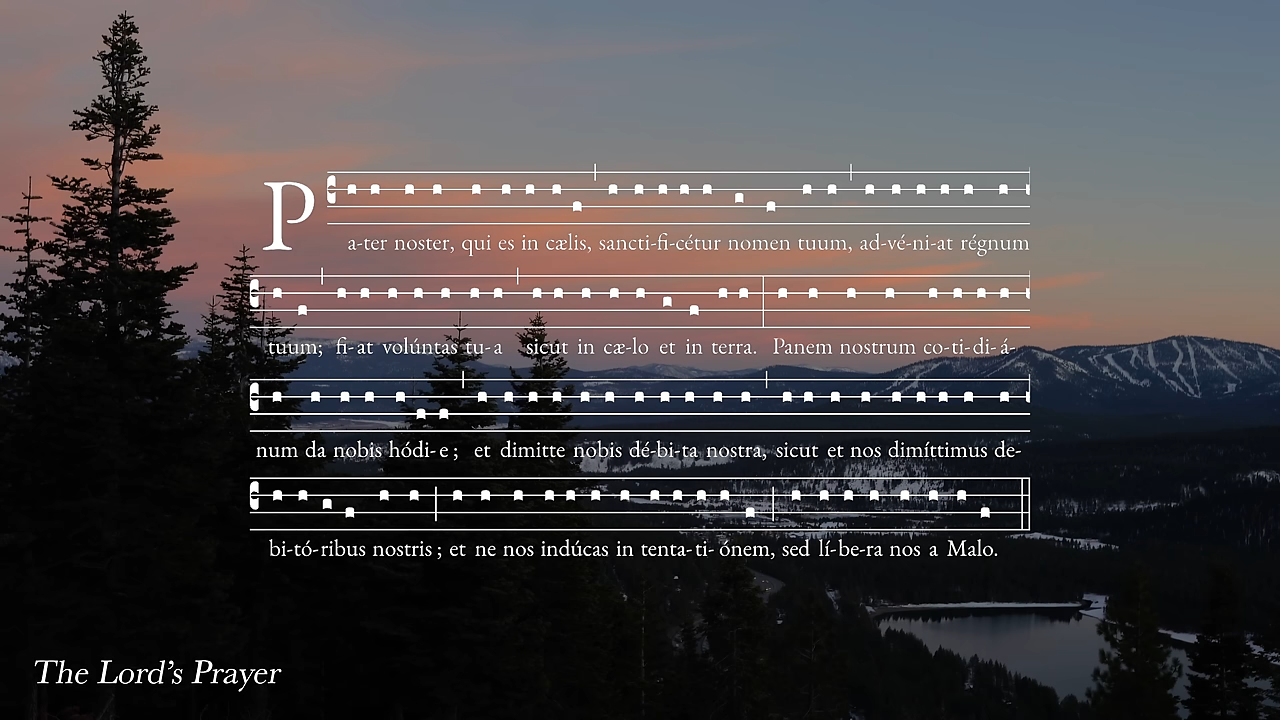 Pa-ter noster, qui es in cælis, sancti-fi-cétur nomen tuum, ad-vé-ni-at régnum
tuum; fi-at volúntas tu-a sicut in cæ-lo et in terra. Panem nostrum co-ti-di-á-
num da nobis hódi-e; et dimitte nobis dé-bi-ta nostra, sicut et nos dimíttimus de-
bi-tó-ribus nostris; et ne nos indúcas in tenta-ti-ónem, sed lí-be-ra nos a Malo.
The Lord's Prayer